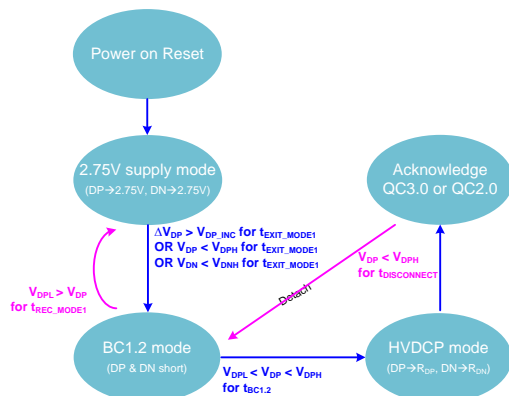 Power on Reset
2.75V supply mode
(DP→2.75V, DN→2.75V)
Acknowledge
QC3.0 or QC2.0
ΔVDP > VDP_INC for tEXIT_MODE1
OR VDP < VDPH for tEXIT_MODE1
OR VDN < VDNH for tEXIT_MODE1
VDP < VDPH
for tDISCONNECT
Detach
VDPL > VDP
for tREC_MODE1
BC1.2 mode
(DP & DN short)
VDPL < VDP < VDPH
for tBC1.2
HVDCP mode
(DP→RDP, DN→RDN)